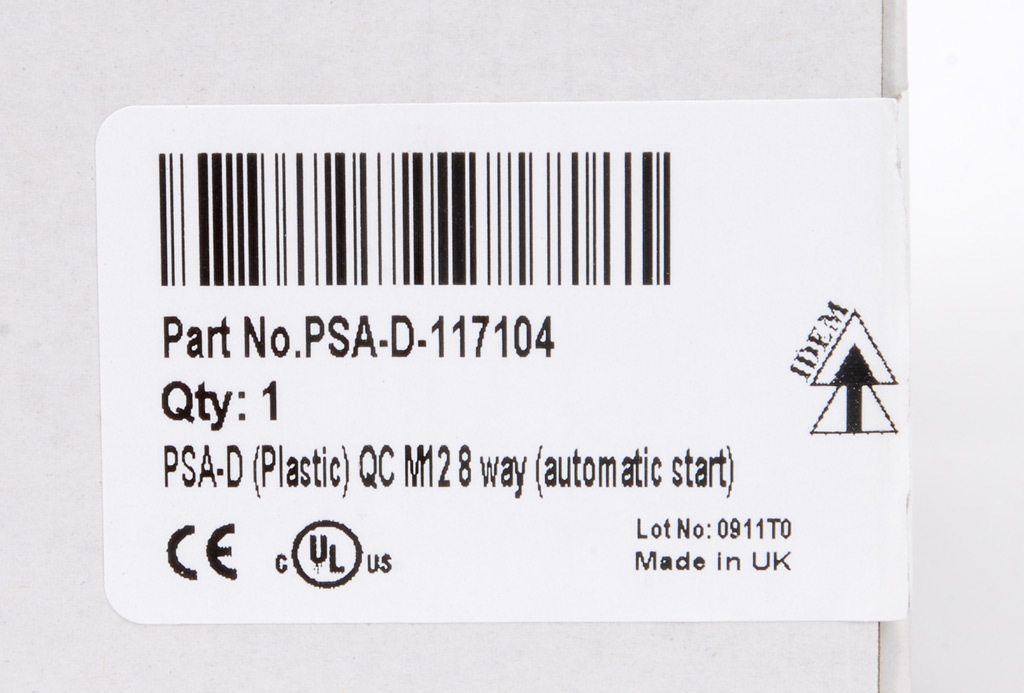 Part No.PSA-D-117104
Qty: 1
PSA-D (Plastic) QC M12 8 way (automatic start)
IDEM
CE
C UL US
Lot No: 0911T0
Made in UK